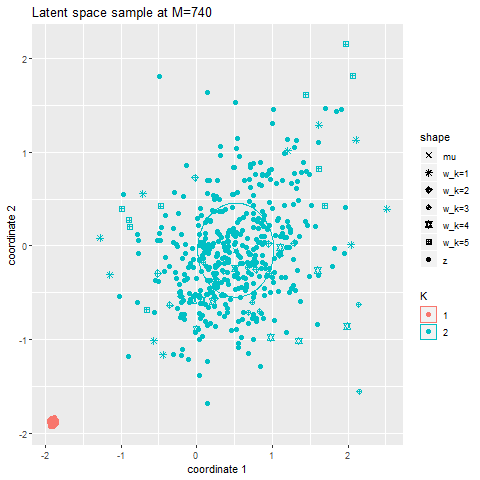 Latent space sample at M=740
2
1
0
-1
-2
coordinate 2
-2
-1
0
1
2
coordinate 1
shape
mu
w_k=1
w_k=2
w_k=3
w_k=4
w_k=5
z
K
1
2